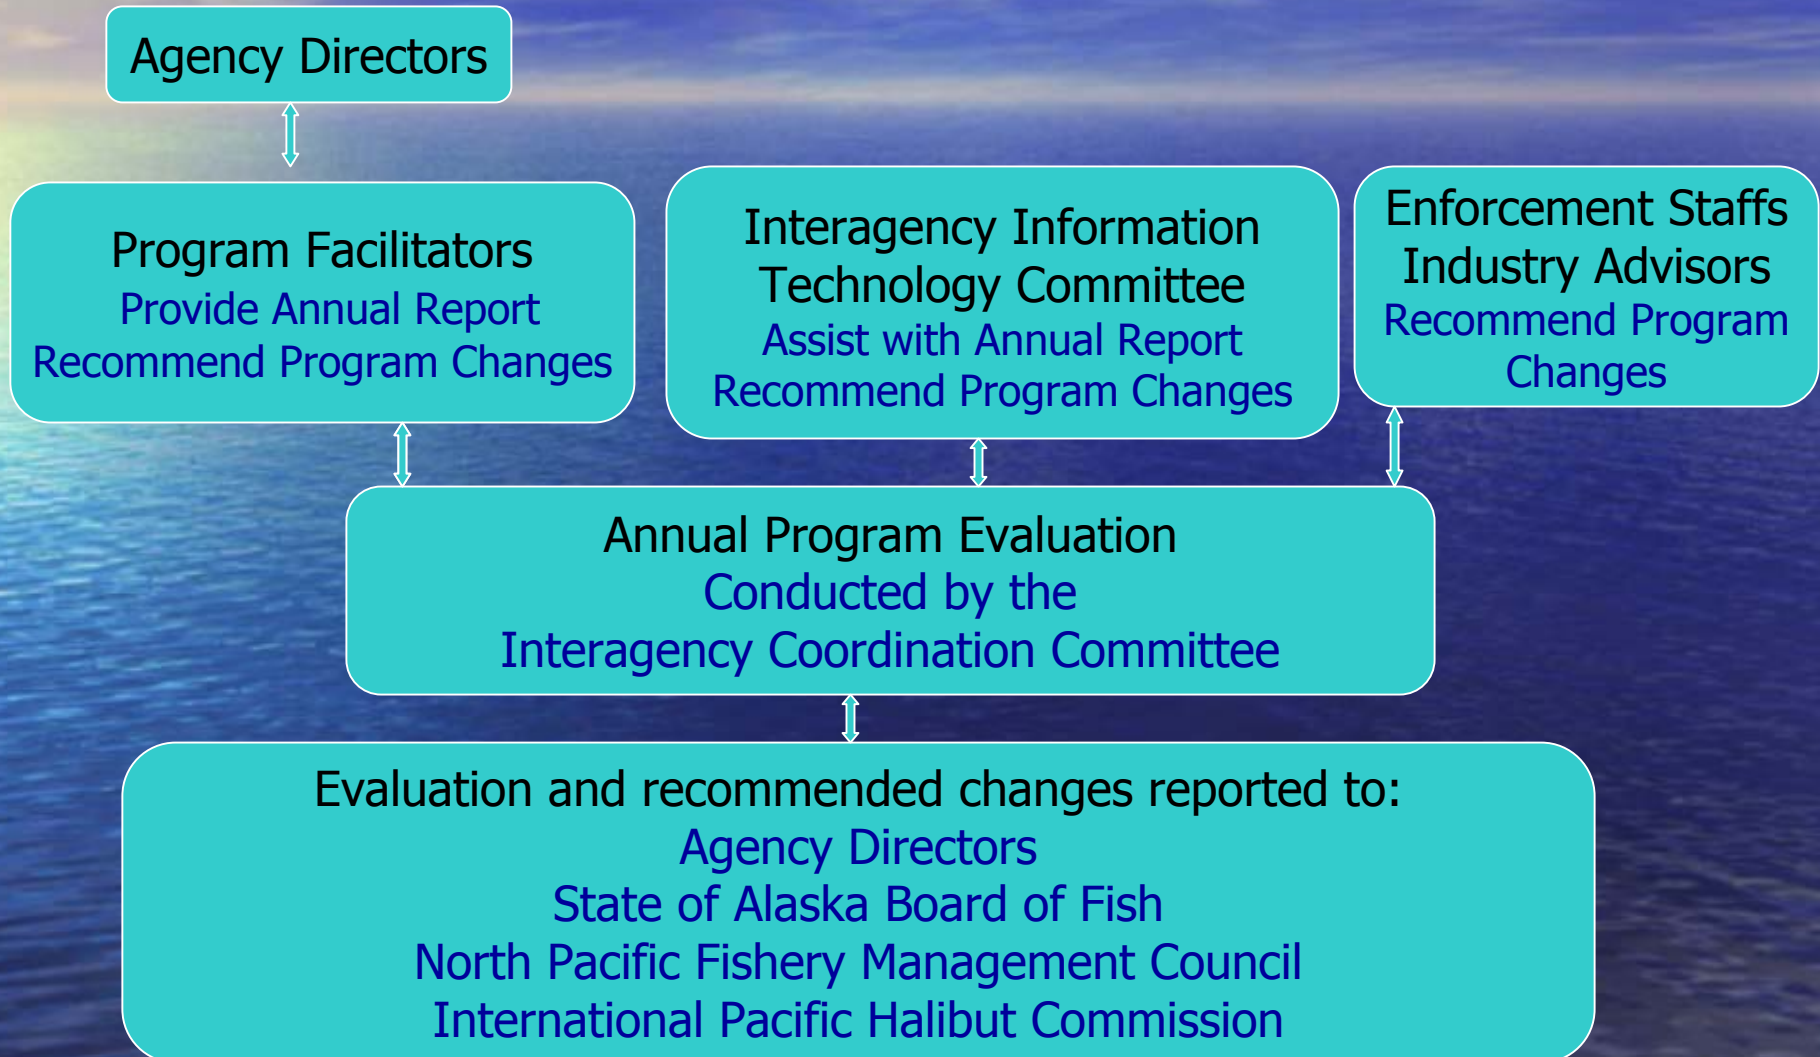 Agency Directors
Program Facilitators
Provide Annual Report
Recommend Program Changes
Interagency Information
Technology Committee
Assist with Annual Report
Recommend Program Changes
Enforcement Staffs
Industry Advisors
Recommend Program
Changes
Annual Program Evaluation
Conducted by the
Interagency Coordination Committee
Evaluation and recommended changes reported to:
Agency Directors
State of Alaska Board of Fish
North Pacific Fishery Management Council
International Pacific Halibut Commission